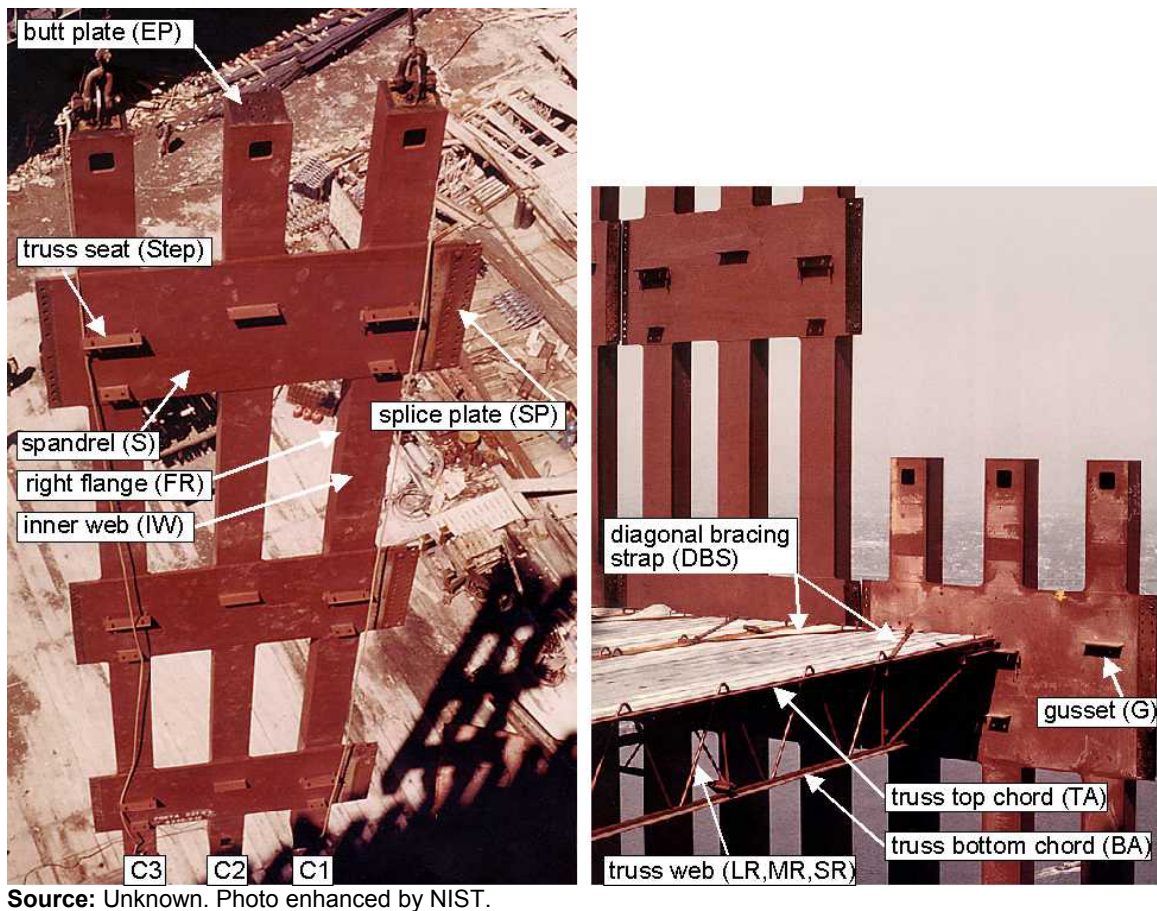 butt plate (EP)
truss seat (Step)
splice plate (SP)
spandrel (S)
right flange (FR)
inner web (IW)
C3
C2
C1
diagonal bracing
strap (DBS)
gusset (G)
truss top chord (TA)
truss bottom chord (BA)
truss web (LR,MR,SR)
Source: Unknown. Photo enhanced by NIST.